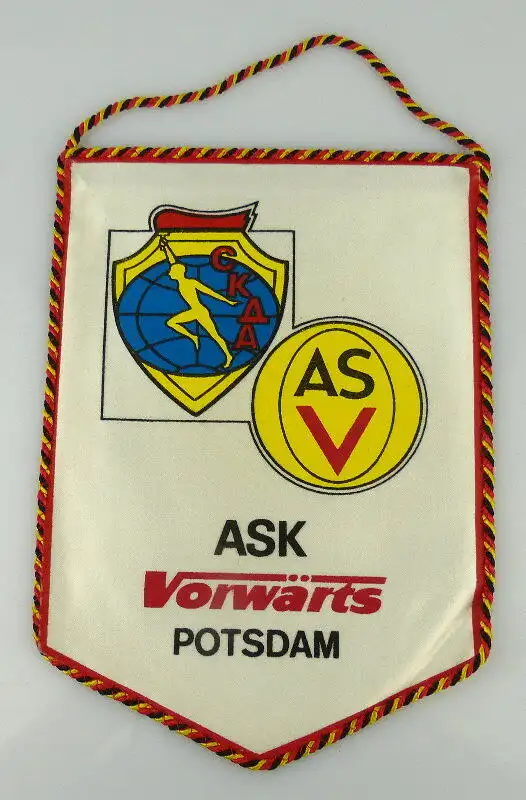 СКДА
AS
V
ASK
Vorwärts
POTSDAM